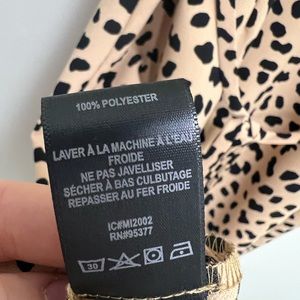 100% POLYESTER
LAVER À LA MACHINE À L'EAU
FROIDE
NE PAS JAVELLISER
SÉCHER À BAS CULBUTAGE
REPASSER AU FER FROIDE
IC#MI2002
RN#95377
30